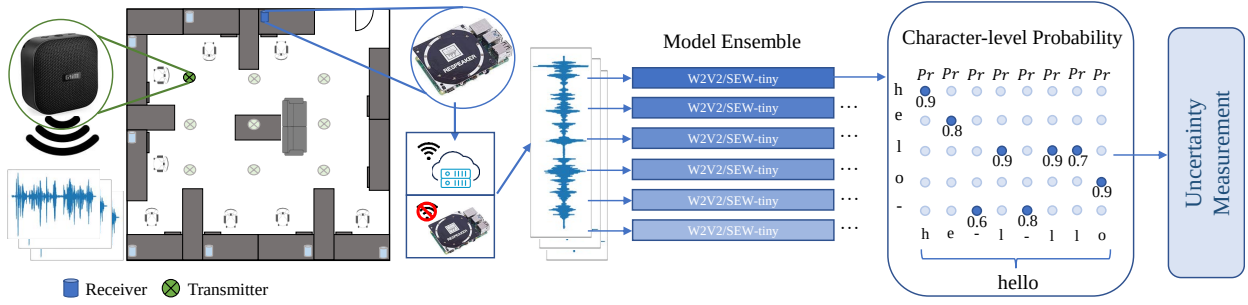 RESPEAKER
Receiver
Transmitter
Model Ensemble
W2V2/SEW-tiny
W2V2/SEW-tiny
W2V2/SEW-tiny
W2V2/SEW-tiny
W2V2/SEW-tiny
W2V2/SEW-tiny
...
...
...
...
...
...
Character-level Probability
Pr Pr Pr Pr Pr Pr Pr Pr
h
0.9
e
0.8
l
0.9 0.9 0.7
o
0.9
-
0.6 0.8
h e - l - l l o
hello
Uncertainty
Measurement